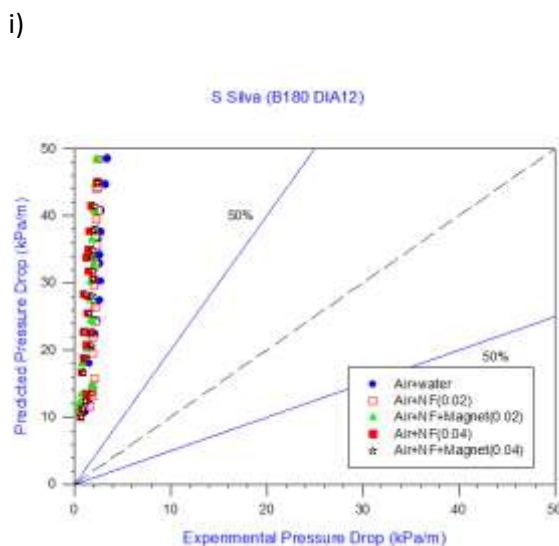 i)
S Silva (B180 DIA12)
50
40
30
20
10
0
Predicted Pressure Drop (kPa/m)
50%
50%
Air+water
Air+NF(0.02)
Air+NF+Magnet(0.02)
Air+NF(0.04)
Air+NF+Magnet(0.04)
0 10 20 30 40 50
Experimental Pressure Drop (kPa/m)